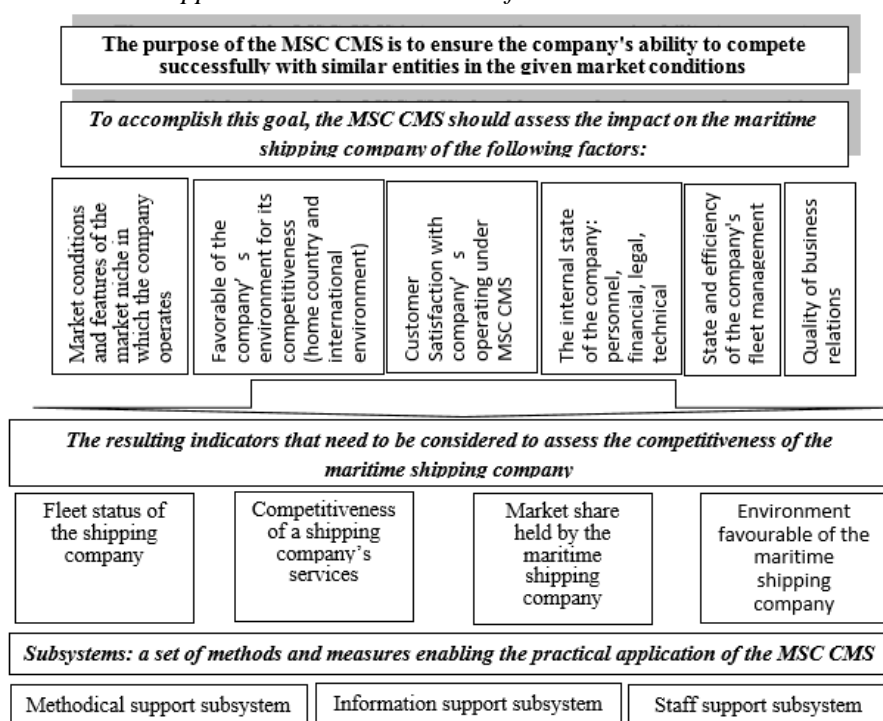 The purpose of the MSC CMS is to ensure the company's ability to compete
successfully with similar entities in the given market conditions
To accomplish this goal, the MSC CMS should assess the impact on the maritime
shipping company of the following factors:
Market conditions
and features of the
market niche in
which the company
operates
Favorable of the
company' s
environment for its
competitiveness
(home country and
international
environment)
Customer
Satisfaction with
company' s
operating under
MSC CMS
The internal state
of the company:
personnel,
financial, legal,
technical
State and efficiency
of the company's
fleet management
Quality of business
relations
The resulting indicators that need to be considered to assess the competitiveness of the
maritime shipping company
Fleet status of
the shipping
company
Competitiveness
of a shipping
company's
services
Market share
held by the
maritime
shipping
company
Environment
favourable of the
maritime
shipping
company
Subsystems: a set of methods and measures enabling the practical application of the MSC CMS
Methodical support subsystem
Information support subsystem
Staff support subsystem